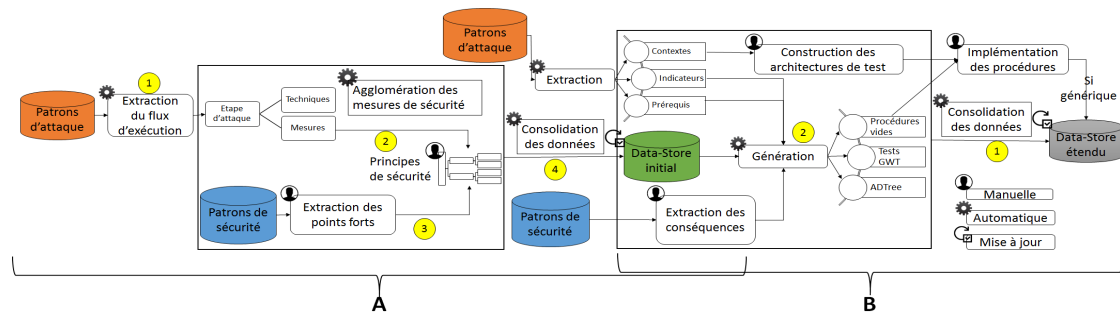 Patrons
d'attaque
1
Extraction
du flux
d'exécution
Etape
d'attaque
Techniques
Mesures
Agglomération des
mesures de sécurité
2
Principes
de sécurité
Patrons de
sécurité
Extraction des
points forts
3
Patrons
d'attaque
Extraction
Contextes
Indicateurs
Prérequis
Construction des
architectures de test
Implémentation
des procédures
Si
générique
Consolidation
des données
4
Data-Store
initial
Génération
2
Procédures
vides
Tests
GWT
ADTree
Consolidation
des données
1
Data-Store
étendu
Patrons de
sécurité
Extraction des
conséquences
Manuelle
Automatique
Mise à jour
A
B